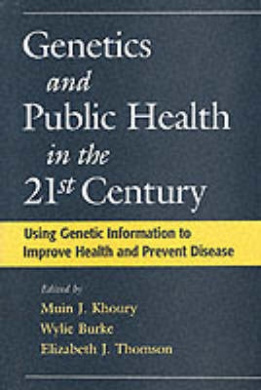 Genetics
and
Public Health
in the
21st Century
Using Genetic Information to
Improve Health and Prevent Disease
Edited by
Muin J. Khoury
Wylie Burke
Elizabeth J. Thomson